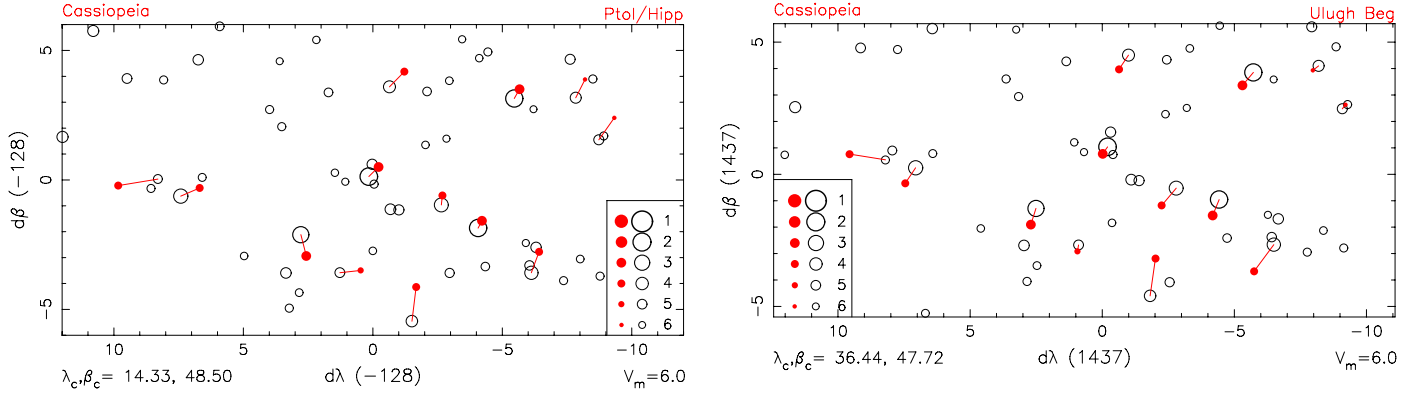 Cassiopeia
Ptol/Hipp
5
0
-5
dβ (-128)
1
2
3
4
5
6
10
5
0
-5
-10
λc,βc= 14.33, 48.50
dλ (-128)
Vm=6.0
Cassiopeia
Ulugh Beg
5
0
-5
dβ (1437)
1
2
3
4
5
6
10
5
0
-5
-10
λc,βc= 36.44, 47.72
dλ (1437)
Vm=6.0